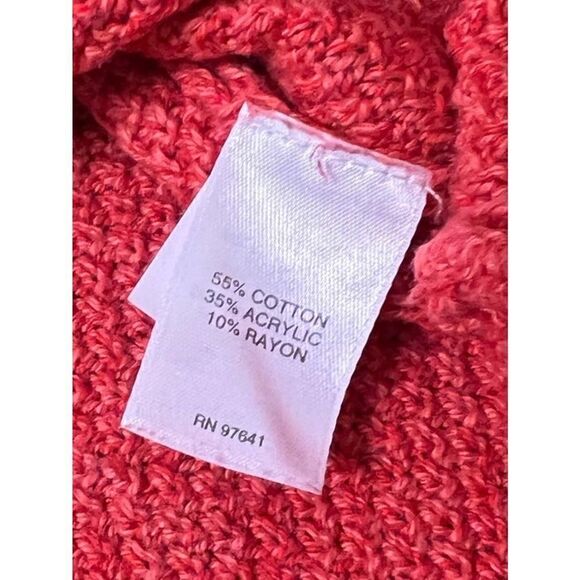 55% COTTON
35% ACRYLIC
10% RAYON
RN 97641